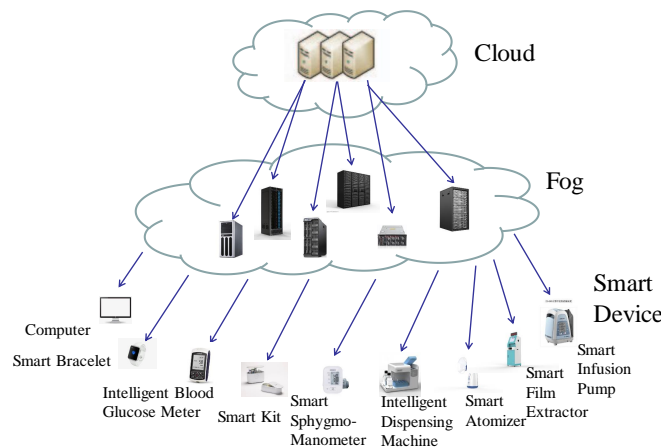 Cloud
Fog
Smart
Device
Computer
Smart Bracelet
Intelligent Blood
Glucose Meter
Smart Kit
Smart
Sphygmo-
Manometer
Intelligent
Dispensing
Machine
Smart
Atomizer
Smart
Film
Extractor
Smart
Infusion
Pump